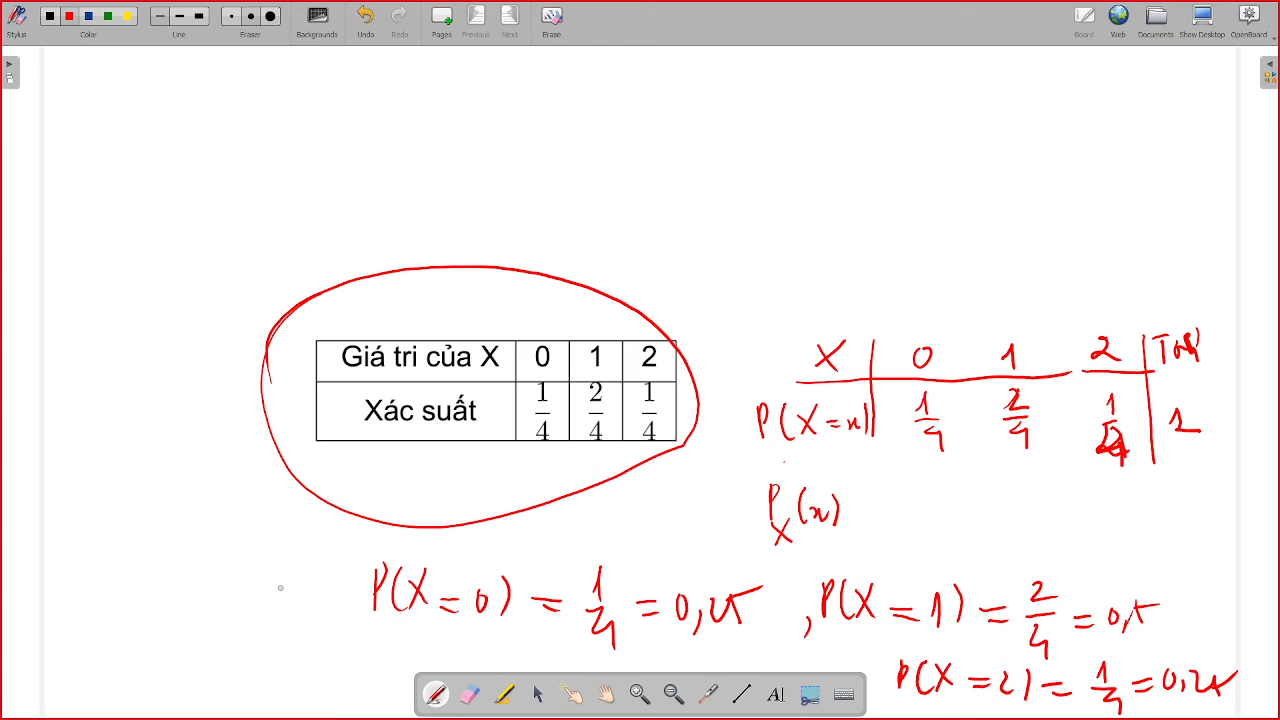 Stylus Color Line Eraser Backgrounds Undo Redo Pages Previous Next Erase Board Web Documents Show Desktop OpenBoard
Giá tri của X 0 1 2
Xác suất 1/4 2/4 1/4
X 0 1 2
P(X=x) 1/4 2/4 1/4 1
P_X(x)
P(X=0) = 1/4 = 0,25 , P(X=1) = 2/4 = 0,5
P(X=2) = 1/4 = 0,25